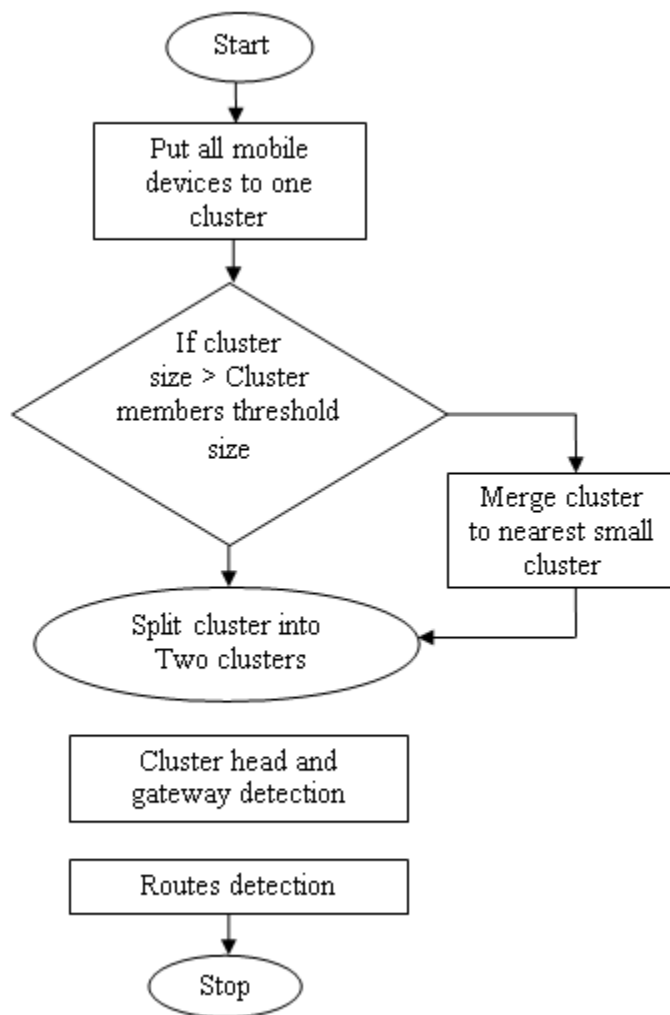 Start
Put all mobile
devices to one
cluster
If cluster
size > Cluster
members threshold
size
Merge cluster
to nearest small
cluster
Split cluster into
Two clusters
Cluster head and
gateway detection
Routes detection
Stop